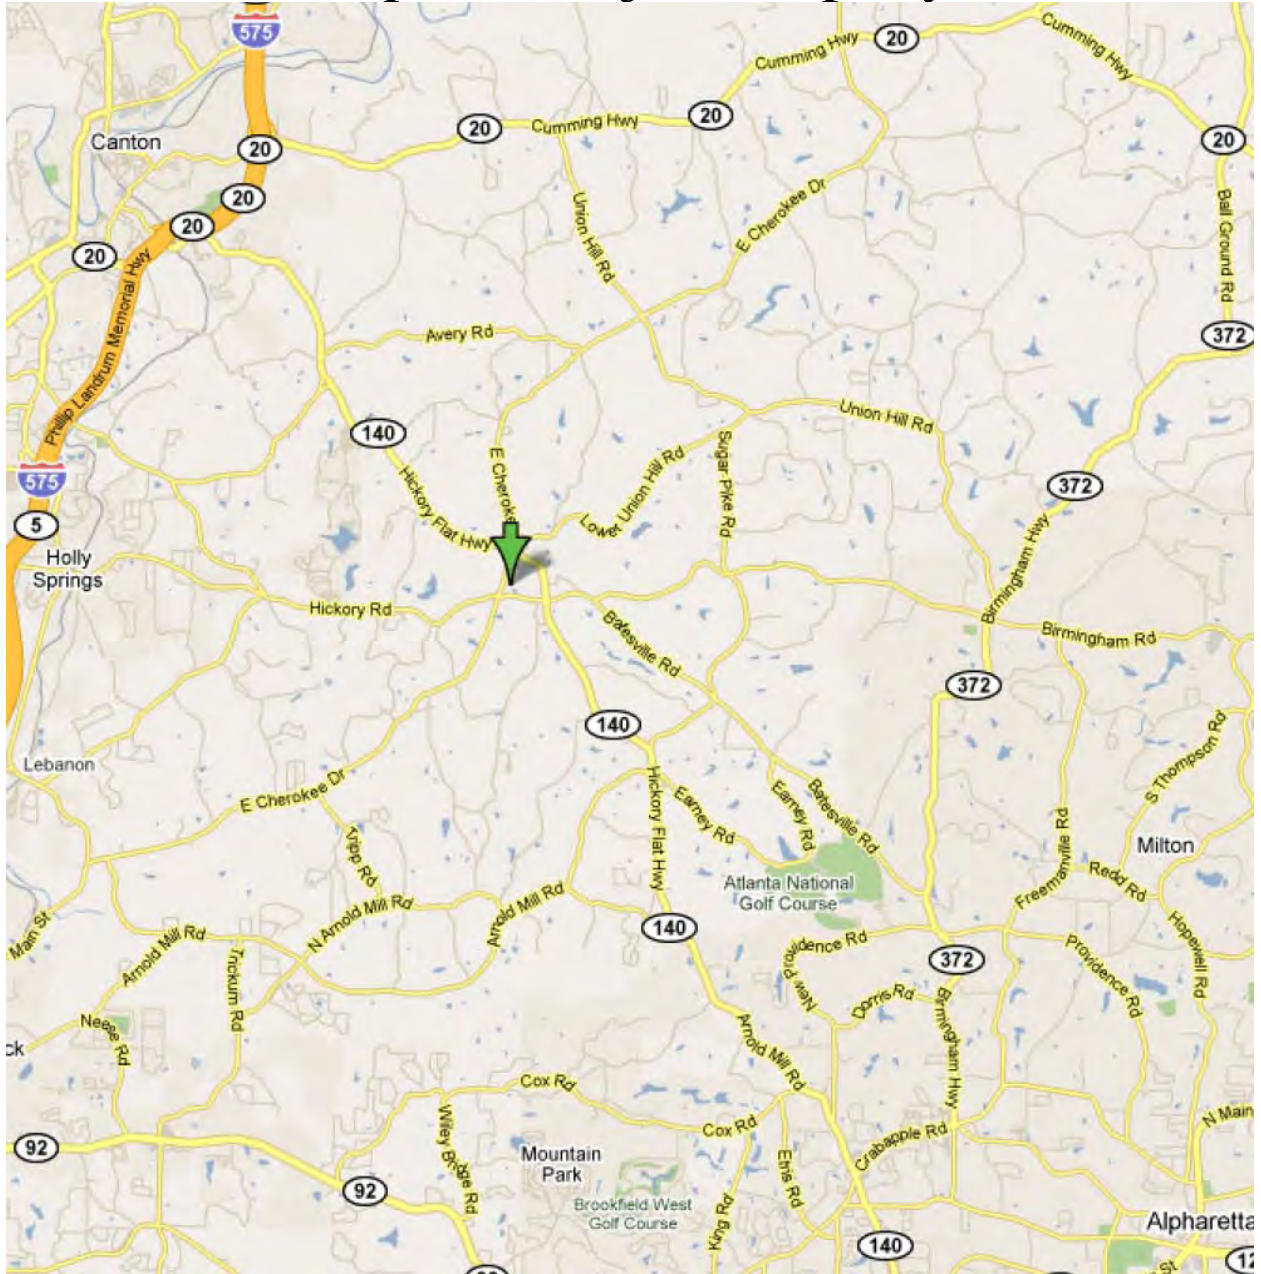 575
Cumming Hwy
20
Cumming Hwy
20
Cumming Hwy
20
20
Canton
20
20
20
20
Union Hill Rd
E Cherokee Dr
Ball Ground Rd
Phillip Landrum Memorial Hwy
Avery Rd
372
140
Union Hill Rd
575
Hickory Flat Hwy
E Cheroke
Lower Union Hill Rd
Sugar Pike Rd
372
5
Holly
Springs
Birmingham Hwy
Hickory Rd
Batesville Rd
Birmingham Rd
372
140
Lebanon
S Thompson Rd
E Cherokee Dr
Hickory Flat Hwy
Earney Rd
Earney Rd
Batesville Rd
Tripp Rd
Freemanville Rd
Milton
Redd Rd
Atlanta National
Golf Course
Main St
Arnold Mill Rd
N Arnold Mill Rd
Arnold Mill Rd
140
New Providence Rd
372
Providence Rd
Hopewell Rd
Trickum Rd
Dorris Rd
Birmingham Hwy
Neese Rd
ck
Arnold Mill Rd
Cox Rd
Cox Rd
N Main
92
Wiley Bridge Rd
Mountain
Park
Etris Rd
Crabapple Rd
92
Brookfield West
Golf Course
King Rd
Alpharetta
140
12
St